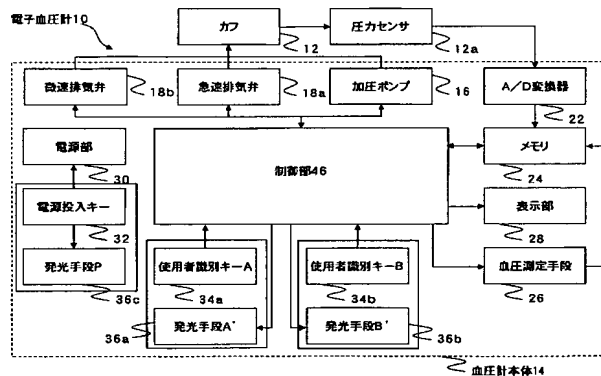 電子血圧計10
カフ
12
圧力センサ
12a
微速排気弁
18b
急速排気弁
18a
加圧ポンプ
16
A/D変換器
22
電源部
30
制御部46
メモリ
24
電源投入キー
32
表示部
28
発光手段P
36c
使用者識別キーA
34a
使用者識別キーB
34b
血圧測定手段
26
発光手段A'
36a
発光手段B'
36b
血圧計本体14